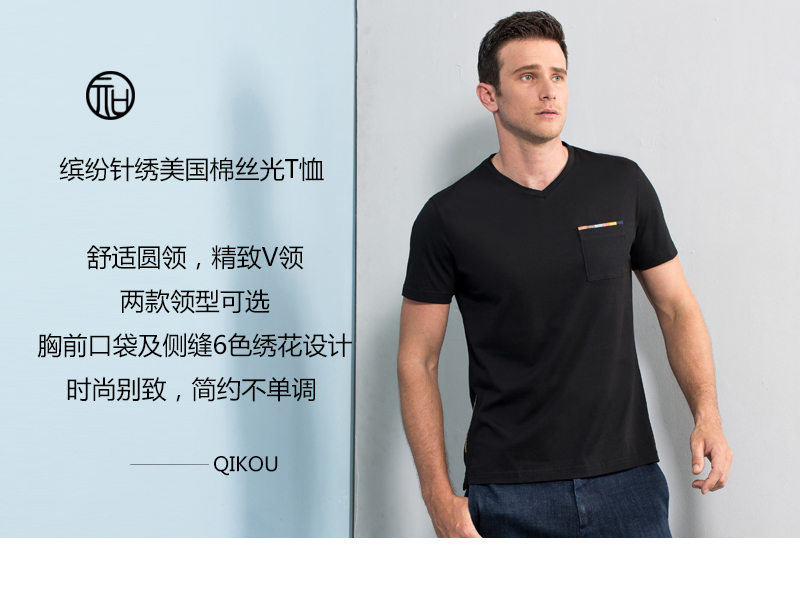 缤纷针绣美国棉丝光T恤
舒适圆领，精致V领
两款领型可选
胸前口袋及侧缝6色绣花设计
时尚别致，简约不单调
QIKOU